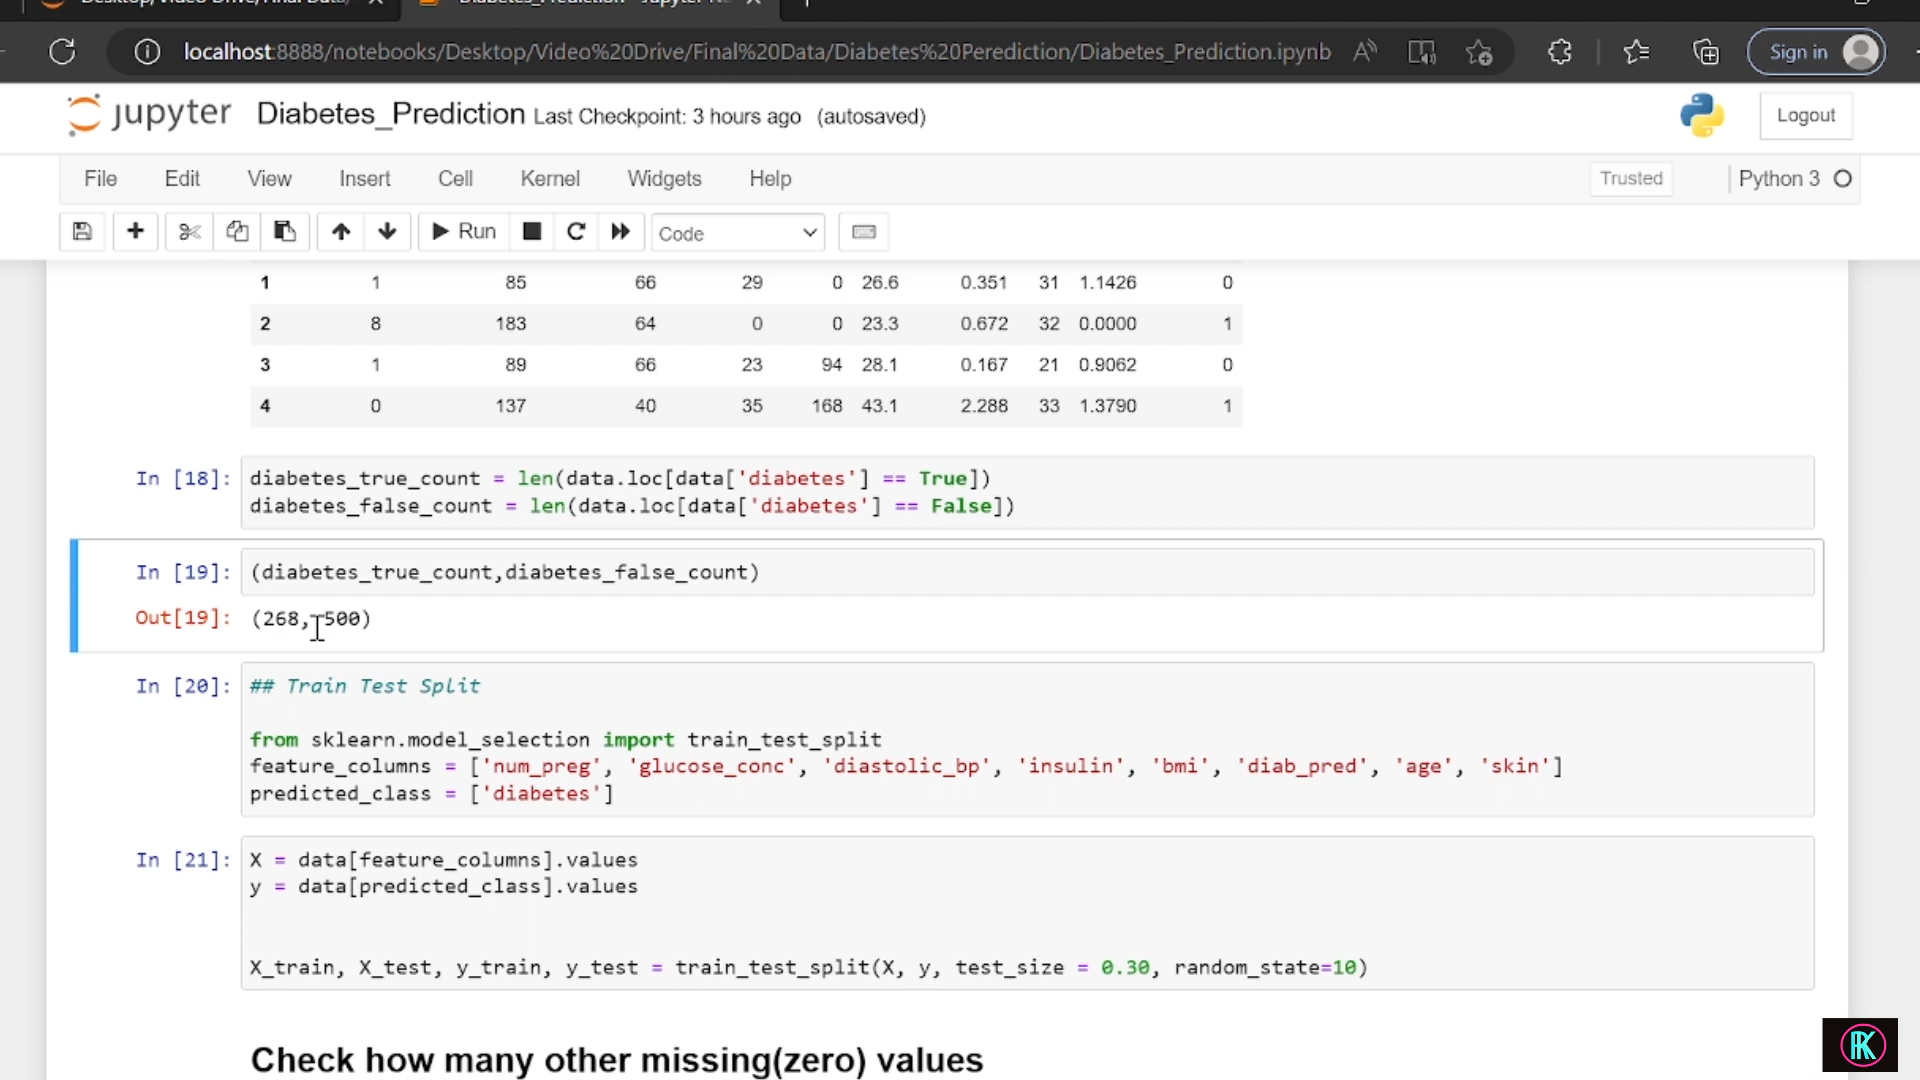 localhost:8888/notebooks/Desktop/Video%20Drive/Final%20Data/Diabetes%20Perediction/Diabetes_Prediction.ipynb
Sign in
jupyter Diabetes_Prediction Last Checkpoint: 3 hours ago (autosaved)
Logout
File Edit View Insert Cell Kernel Widgets Help
Trusted
Python 3
Run
Code
1 1 85 66 29 0 26.6 0.351 31 1.1426 0
2 8 183 64 0 0 23.3 0.672 32 0.0000 1
3 1 89 66 23 94 28.1 0.167 21 0.9062 0
4 0 137 40 35 168 43.1 2.288 33 1.3790 1
In [18]: diabetes_true_count = len(data.loc[data['diabetes'] == True])
diabetes_false_count = len(data.loc[data['diabetes'] == False])
In [19]: (diabetes_true_count,diabetes_false_count)
Out[19]: (268, 500)
In [20]: ## Train Test Split
from sklearn.model_selection import train_test_split
feature_columns = ['num_preg', 'glucose_conc', 'diastolic_bp', 'insulin', 'bmi', 'diab_pred', 'age', 'skin']
predicted_class = ['diabetes']
In [21]: X = data[feature_columns].values
y = data[predicted_class].values
X_train, X_test, y_train, y_test = train_test_split(X, y, test_size = 0.30, random_state=10)
Check how many other missing(zero) values